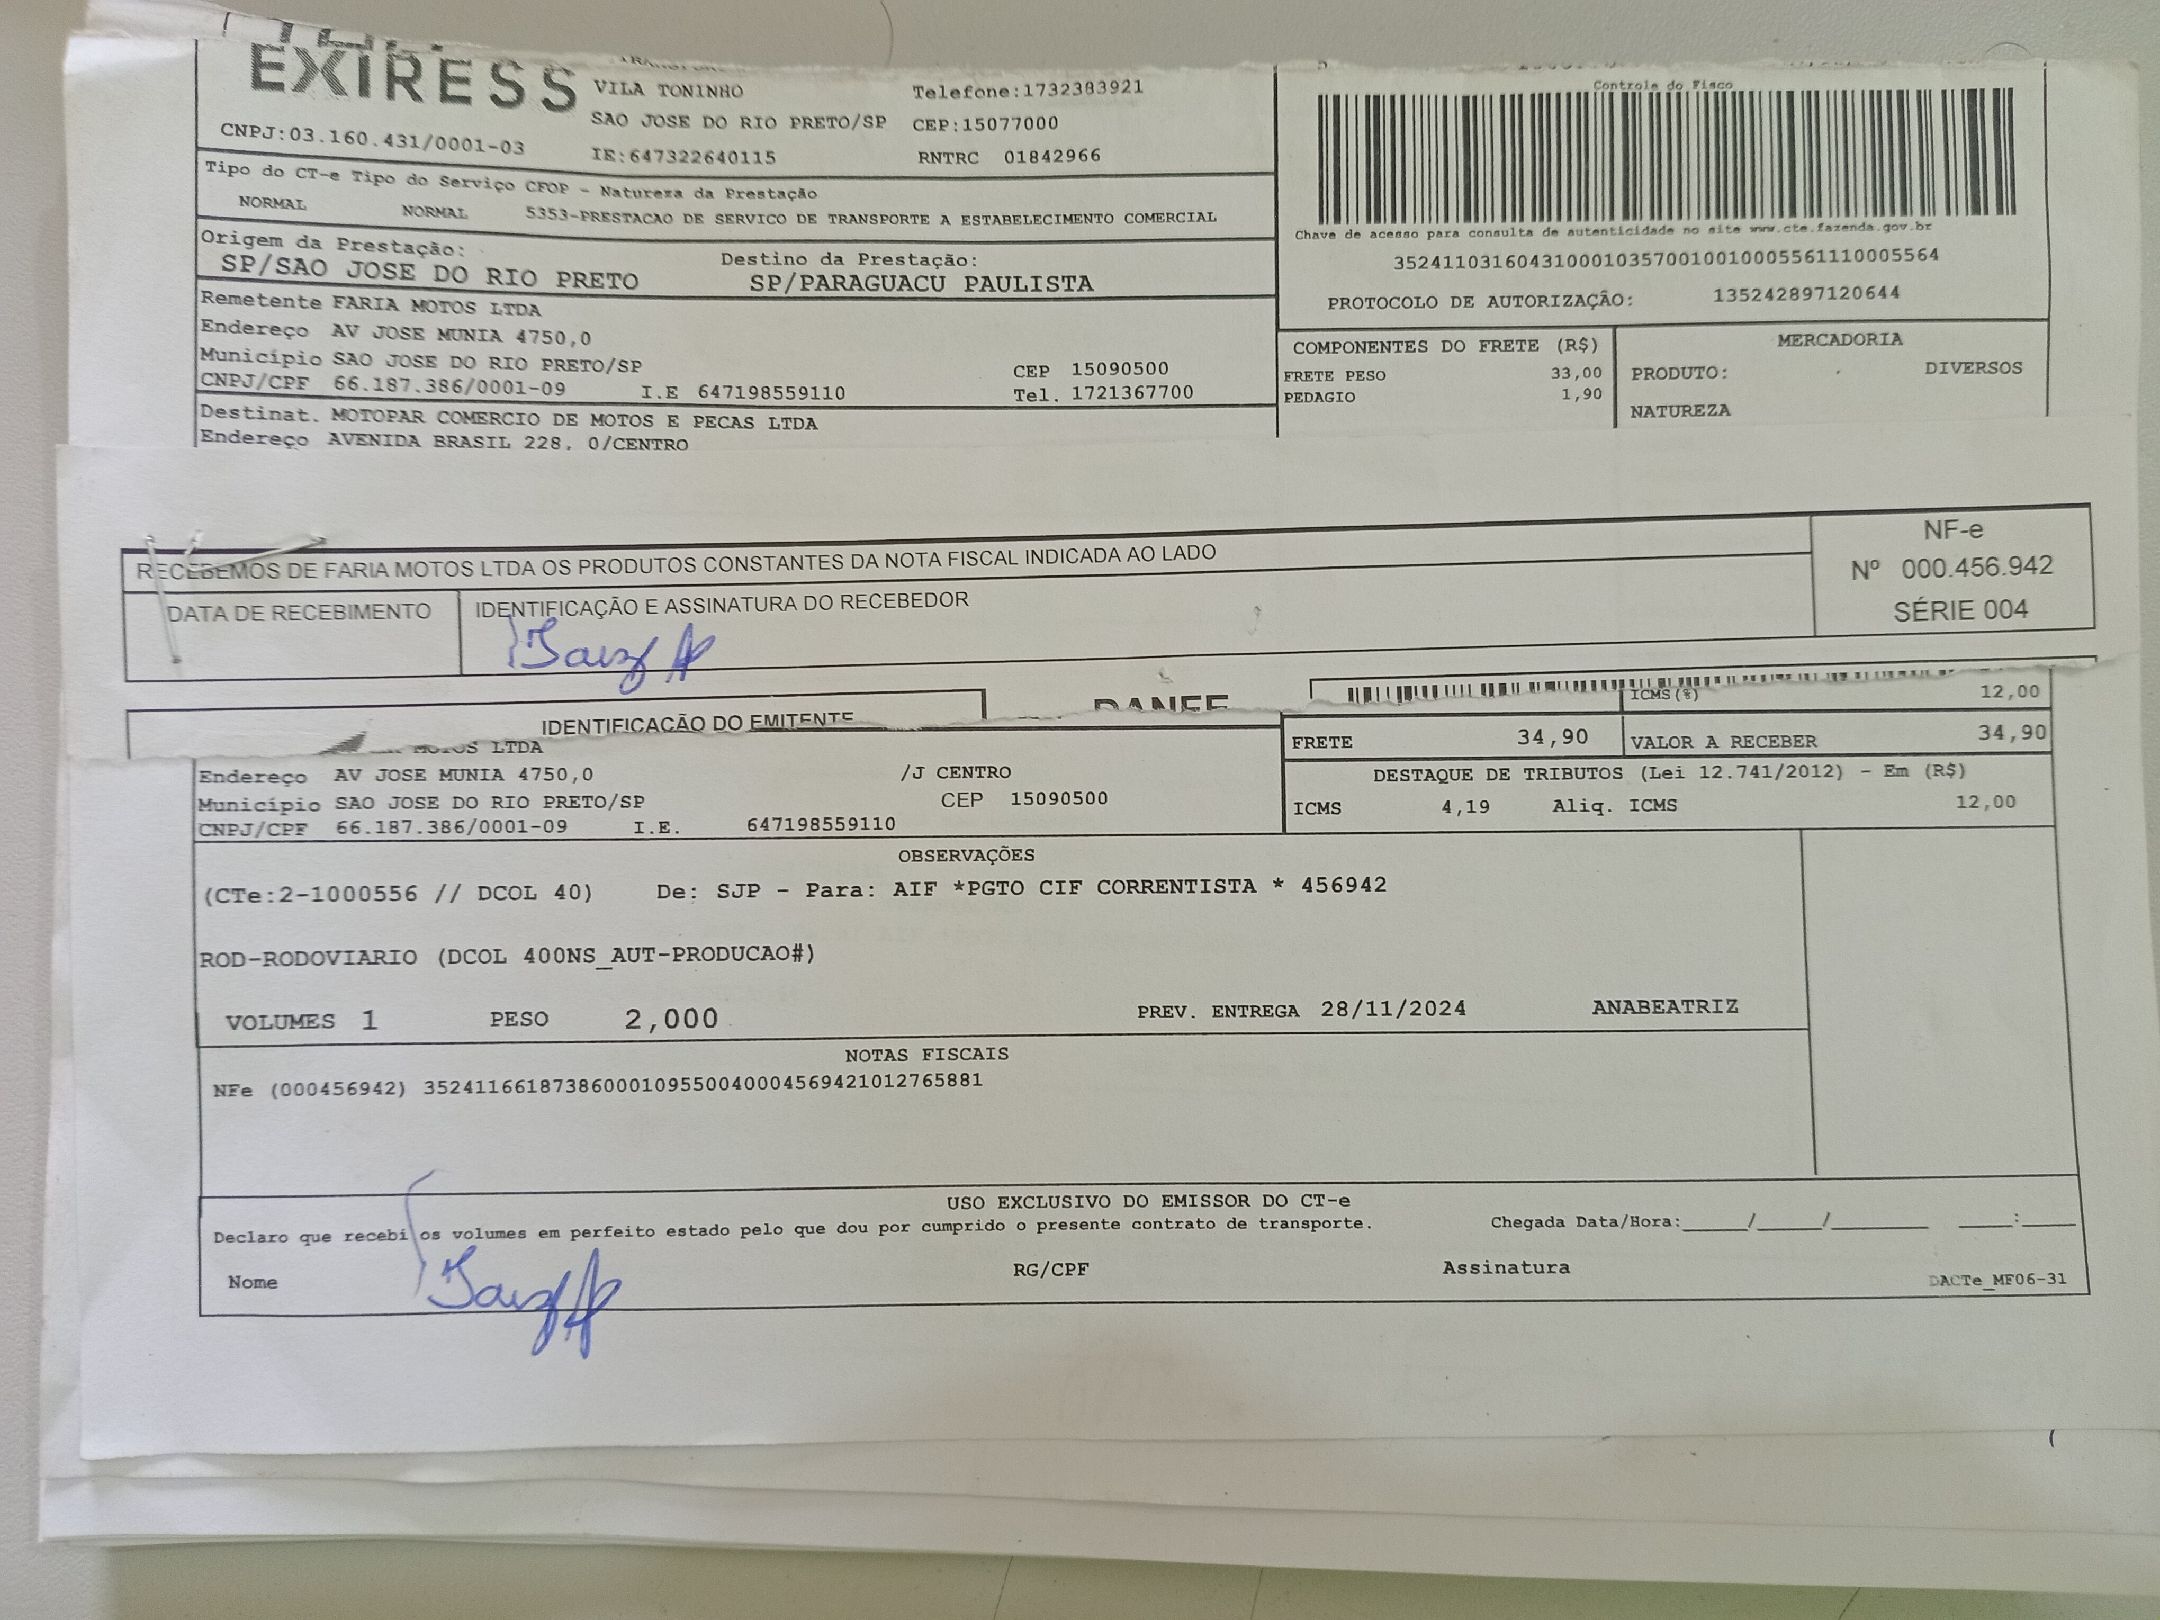 EXPRESS
VILA TONINHO Telefone:1732383921
SAO JOSE DO RIO PRETO/SP CEP:15077000
CNPJ:03.160.431/0001-03 IE:647322640115 RNTRC 01842966
Controle do Fisco
Tipo do CT-e Tipo do Serviço CFOP - Natureza da Prestação
NORMAL NORMAL 5353-PRESTACAO DE SERVICO DE TRANSPORTE A ESTABELECIMENTO COMERCIAL
Chave de acesso para consulta de autenticidade no site www.cte.fazenda.gov.br
35241103160431000103570010010005561110005564
Origem da Prestação: Destino da Prestação:
SP/SAO JOSE DO RIO PRETO SP/PARAGUACU PAULISTA
PROTOCOLO DE AUTORIZAÇÃO: 135242897120644
Remetente FARIA MOTOS LTDA
Endereço AV JOSE MUNIA 4750,0
Município SAO JOSE DO RIO PRETO/SP CEP 15090500
CNPJ/CPF 66.187.386/0001-09 I.E 647198559110 Tel. 1721367700
COMPONENTES DO FRETE (R$) MERCADORIA
FRETE PESO 33,00 PRODUTO: DIVERSOS
PEDAGIO 1,90 NATUREZA
Destinat. MOTOPAR COMERCIO DE MOTOS E PECAS LTDA
Endereço AVENIDA BRASIL 228, 0/CENTRO
RECEBEMOS DE FARIA MOTOS LTDA OS PRODUTOS CONSTANTES DA NOTA FISCAL INDICADA AO LADO
NF-e
Nº 000.456.942
SÉRIE 004
DATA DE RECEBIMENTO IDENTIFICAÇÃO E ASSINATURA DO RECEBEDOR
IDENTIFICAÇÃO DO EMITENTE DANFE
ICMS(%) 12,00
MOTOS LTDA
FRETE 34,90 VALOR A RECEBER 34,90
Endereço AV JOSE MUNIA 4750,0 /J CENTRO
Município SAO JOSE DO RIO PRETO/SP CEP 15090500
CNPJ/CPF 66.187.386/0001-09 I.E. 647198559110
DESTAQUE DE TRIBUTOS (Lei 12.741/2012) - Em (R$)
ICMS 4,19 Aliq. ICMS 12,00
OBSERVAÇÕES
(CTe:2-1000556 // DCOL 40) De: SJP - Para: AIF *PGTO CIF CORRENTISTA * 456942
ROD-RODOVIARIO (DCOL 400NS_AUT-PRODUCAO#)
VOLUMES 1 PESO 2,000 PREV. ENTREGA 28/11/2024 ANABEATRIZ
NOTAS FISCAIS
NFe (000456942) 35241166187386000109550040004569421012765881
USO EXCLUSIVO DO EMISSOR DO CT-e
Declaro que recebi os volumes em perfeito estado pelo que dou por cumprido o presente contrato de transporte. Chegada Data/Hora:_____/_____/_______ ____:____
Nome RG/CPF Assinatura
DACTe_MF06-31